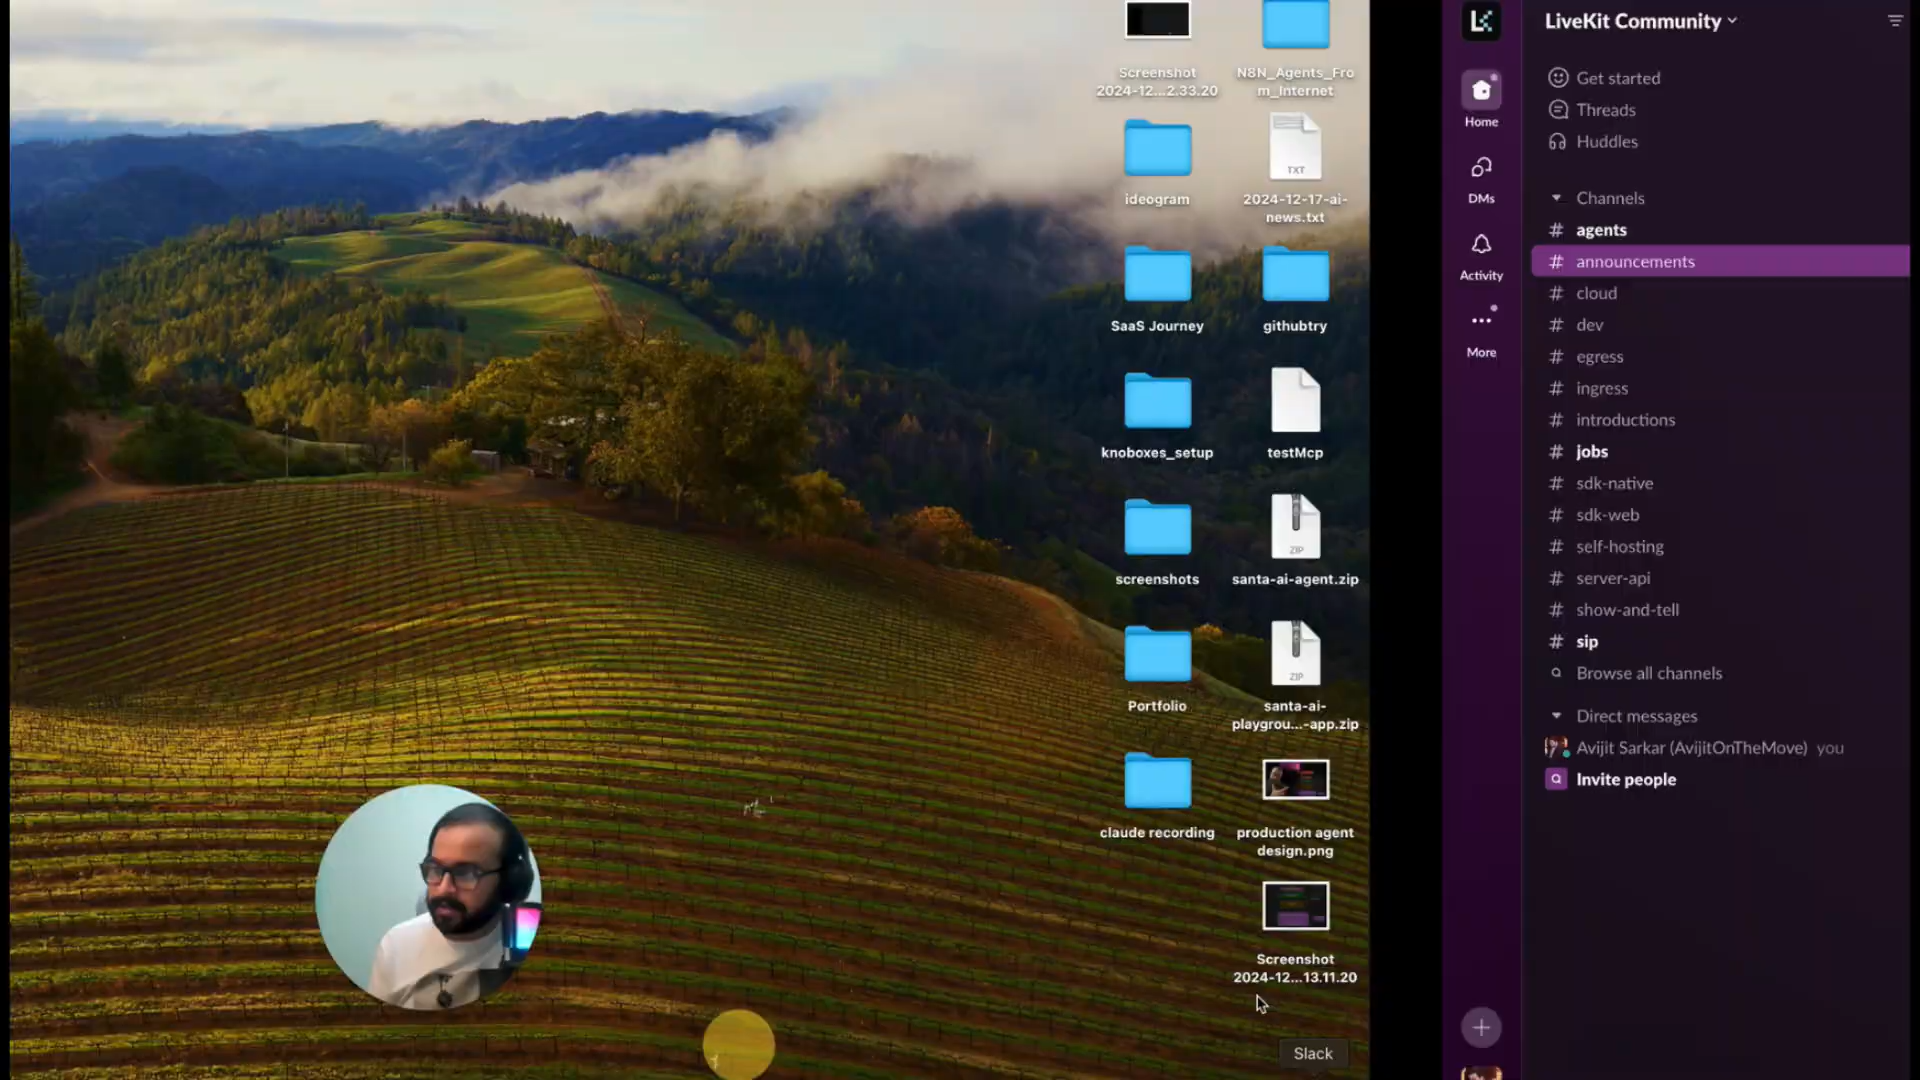 Screenshot
2024-12...2.33.20
N8N_Agents_Fro
m_Internet
ideogram
TXT
2024-12-17-ai-
news.txt
SaaS Journey
githubtry
knoboxes_setup
testMcp
screenshots
ZIP
santa-ai-agent.zip
Portfolio
ZIP
santa-ai-
playgrou...-app.zip
claude recording
production agent
design.png
Screenshot
2024-12...13.11.20
Slack
Home
DMs
Activity
More
LiveKit Community
Get started
Threads
Huddles
Channels
# agents
# announcements
# cloud
# dev
# egress
# ingress
# introductions
# jobs
# sdk-native
# sdk-web
# self-hosting
# server-api
# show-and-tell
# sip
Browse all channels
Direct messages
Avijit Sarkar (AvijitOnTheMove) you
Invite people